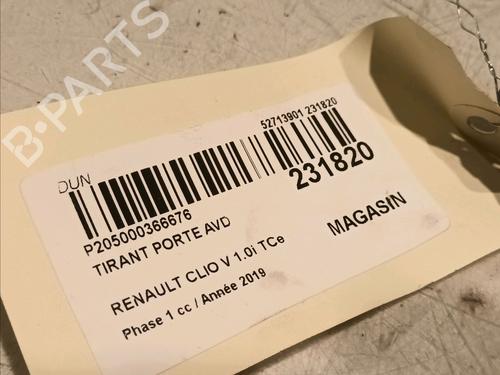 B-PARTS
52713901 231820
DUN
231820
P205000366676
TIRANT PORTE AVD
MAGASIN
RENAULT CLIO V 1.0i TCe
Phase 1 cc / Année 2019